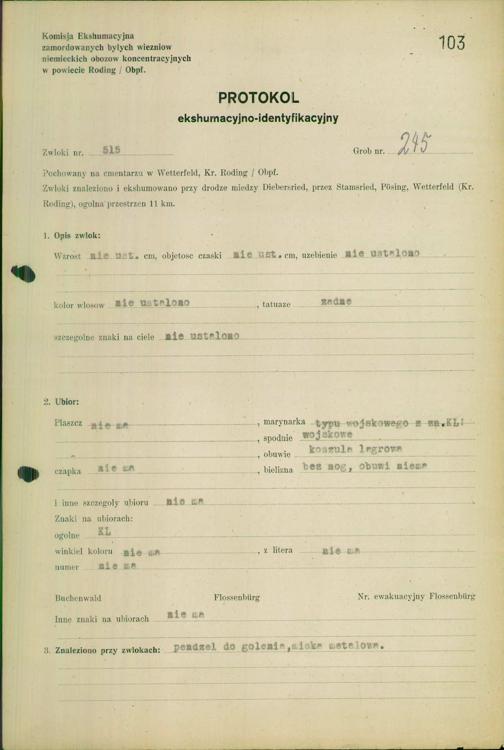 Komisja Ekshumacyjna
zamordowanych byłych wiezniow
niemieckich obozow koncentracyjnych
w powiecie Roding / Obpf.
103
PROTOKOL
ekshumacyjno-identyfikacyjny
Zwloki nr. 515 Grob nr. 245
Pochowany na cmentarzu w Wetterfeld, Kr. Roding / Obpf.
Zwloki znaleziono i ekshumowano przy drodze miedzy Diebersried, przez Stamsried, Pösing, Wetterfeld (Kr.
Roding), ogolna przestrzen 11 km.
1. Opis zwlok:
Wzrost nie ust. cm, objetosc czaski nie ust. cm, uzebienie nie ustalono
kolor wlosow nie ustalono , tatuaze zadne
szczegolne znaki na ciele nie ustalono
2. Ubior:
Plaszcz nie ma , marynarka typu wojskowego z zn.KL:
, spodnie wojskowe
, obuwie koszula lagrowa
czapka nie ma , bielizna bez nog, obuwi niema
i inne szczegoly ubioru nie ma
Znaki na ubiorach:
ogolne KL
winkiel koloru nie ma , z litera nie ma
numer nie ma
Buchenwald Flossenbürg Nr. ewakuacyjny Flossenbürg
Inne znaki na ubiorach nie ma
3. Znaleziono przy zwlokach: pendzel do golenia, miska metalowa.